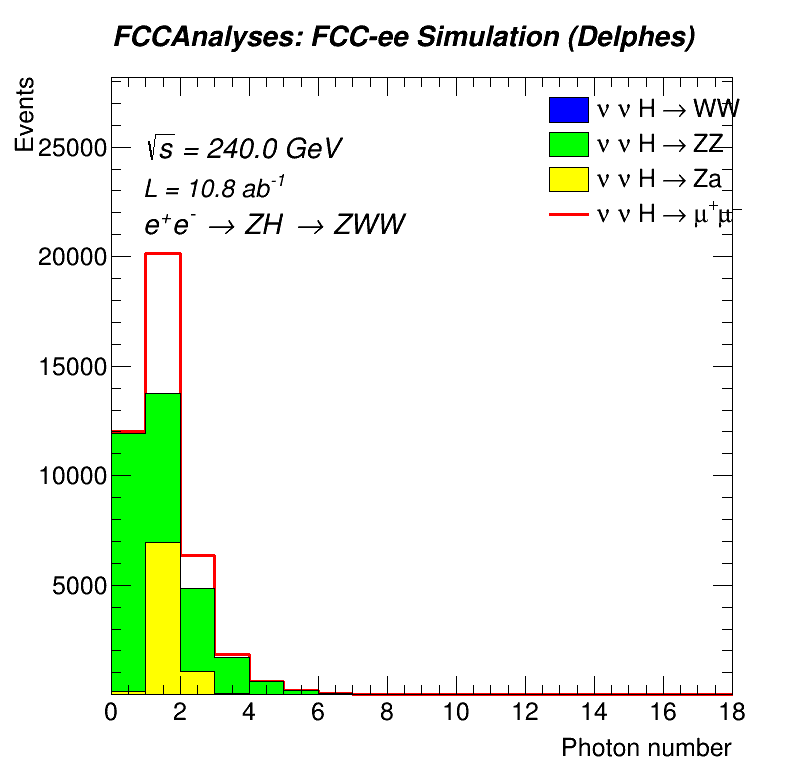 FCCAnalyses: FCC-ee Simulation (Delphes)
Events
√s = 240.0 GeV
L = 10.8 ab⁻¹
e⁺e⁻ → ZH → ZWW
ν ν H → WW
ν ν H → ZZ
ν ν H → Za
ν ν H → μ⁺μ⁻
25000
20000
15000
10000
5000
0 2 4 6 8 10 12 14 16 18
Photon number